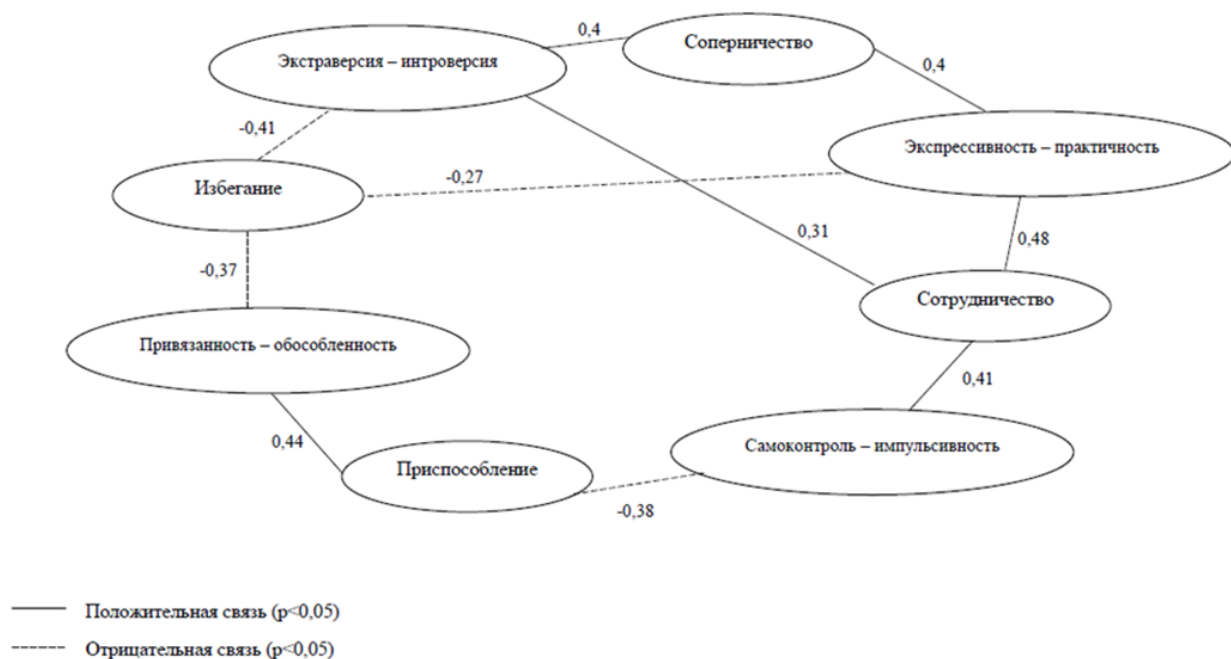 0,4
Соперничество
Экстраверсия – интроверсия
0,4
-0,41
Экспрессивность – практичность
Избегание
-0,27
0,31
0,48
-0,37
Сотрудничество
Привязанность – обособленность
0,41
0,44
Самоконтроль – импульсивность
Приспособление
-0,38
Положительная связь (p<0,05)
Отрицательная связь (p<0,05)